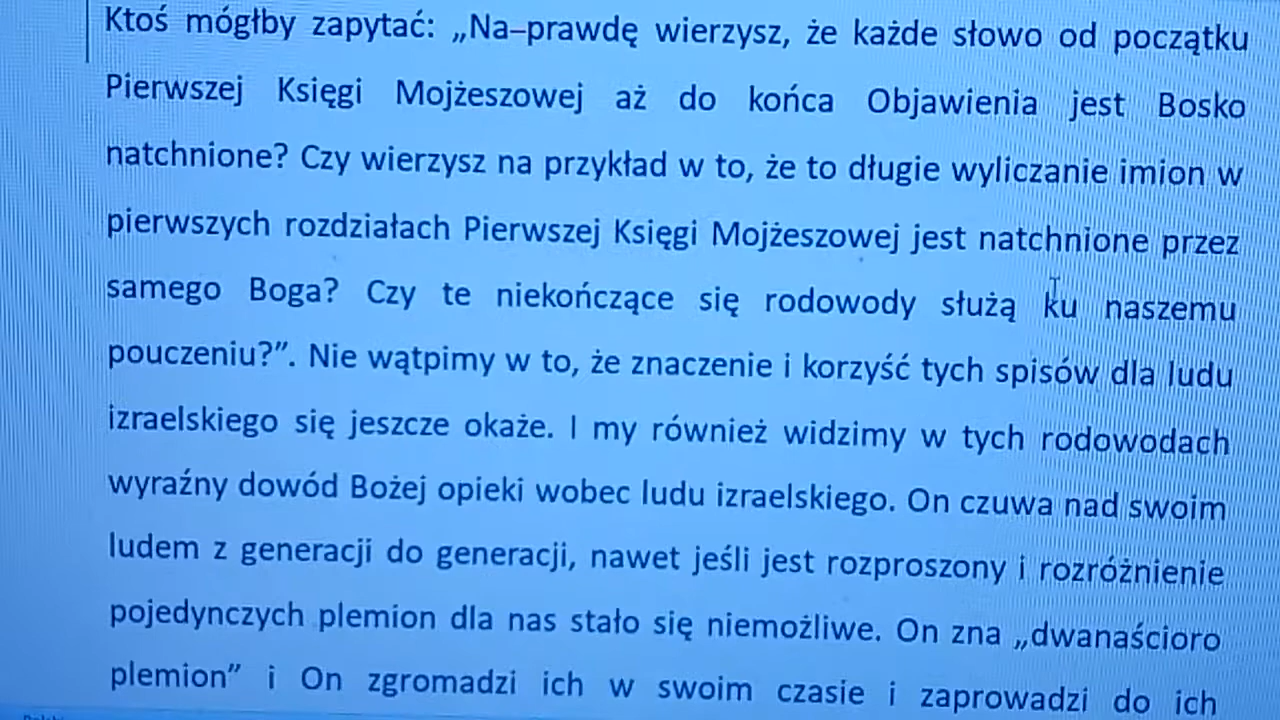 Ktoś mógłby zapytać: „Na–prawdę wierzysz, że każde słowo od początku
Pierwszej Księgi Mojżeszowej aż do końca Objawienia jest Bosko
natchnione? Czy wierzysz na przykład w to, że to długie wyliczanie imion w
pierwszych rozdziałach Pierwszej Księgi Mojżeszowej jest natchnione przez
samego Boga? Czy te niekończące się rodowody służą ku naszemu
pouczeniu?”. Nie wątpimy w to, że znaczenie i korzyść tych spisów dla ludu
izraelskiego się jeszcze okaże. I my również widzimy w tych rodowodach
wyraźny dowód Bożej opieki wobec ludu izraelskiego. On czuwa nad swoim
ludem z generacji do generacji, nawet jeśli jest rozproszony i rozróżnienie
pojedynczych plemion dla nas stało się niemożliwe. On zna „dwanaścioro
plemion” i On zgromadzi ich w swoim czasie i zaprowadzi do ich